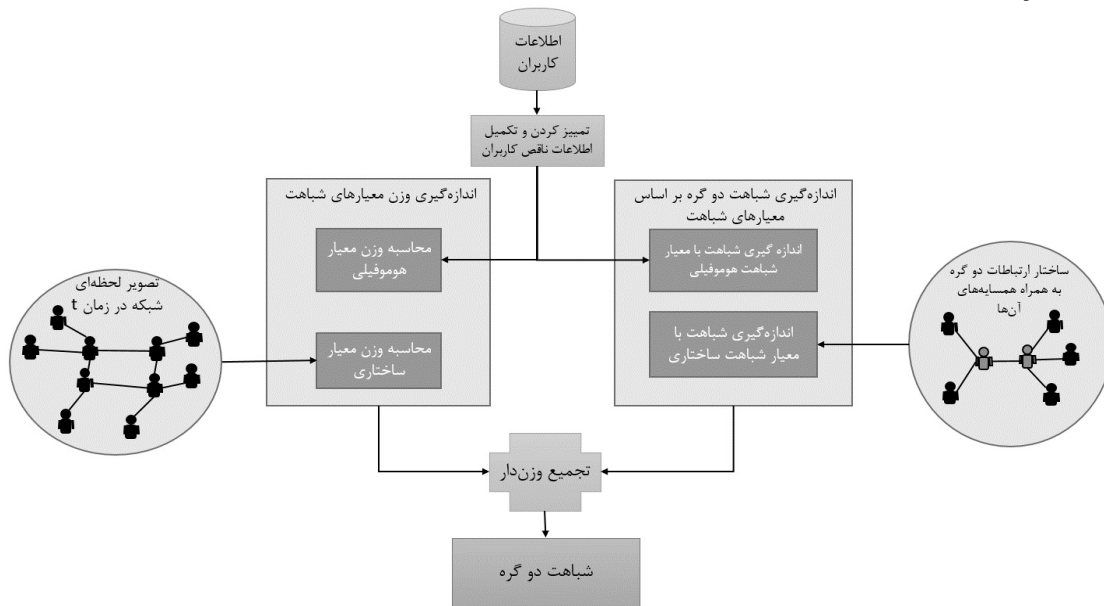 اطلاعات
کاربران
تمییز کردن و تکمیل
اطلاعات ناقص کاربران
اندازه‌گیری شباهت دو گره بر اساس
معیارهای شباهت
اندازه گیری شباهت با معیار
شباهت هوموفیلی
اندازه‌گیری شباهت با
معیار شباهت ساختاری
اندازه‌گیری وزن معیارهای شباهت
محاسبه وزن معیار
هوموفیلی
محاسبه وزن معیار
ساختاری
ساختار ارتباطات دو گره
به همراه همسایه‌های
آن‌ها
تصویر لحظه‌ای
شبکه در زمان t
تجمیع وزن‌دار
شباهت دو گره